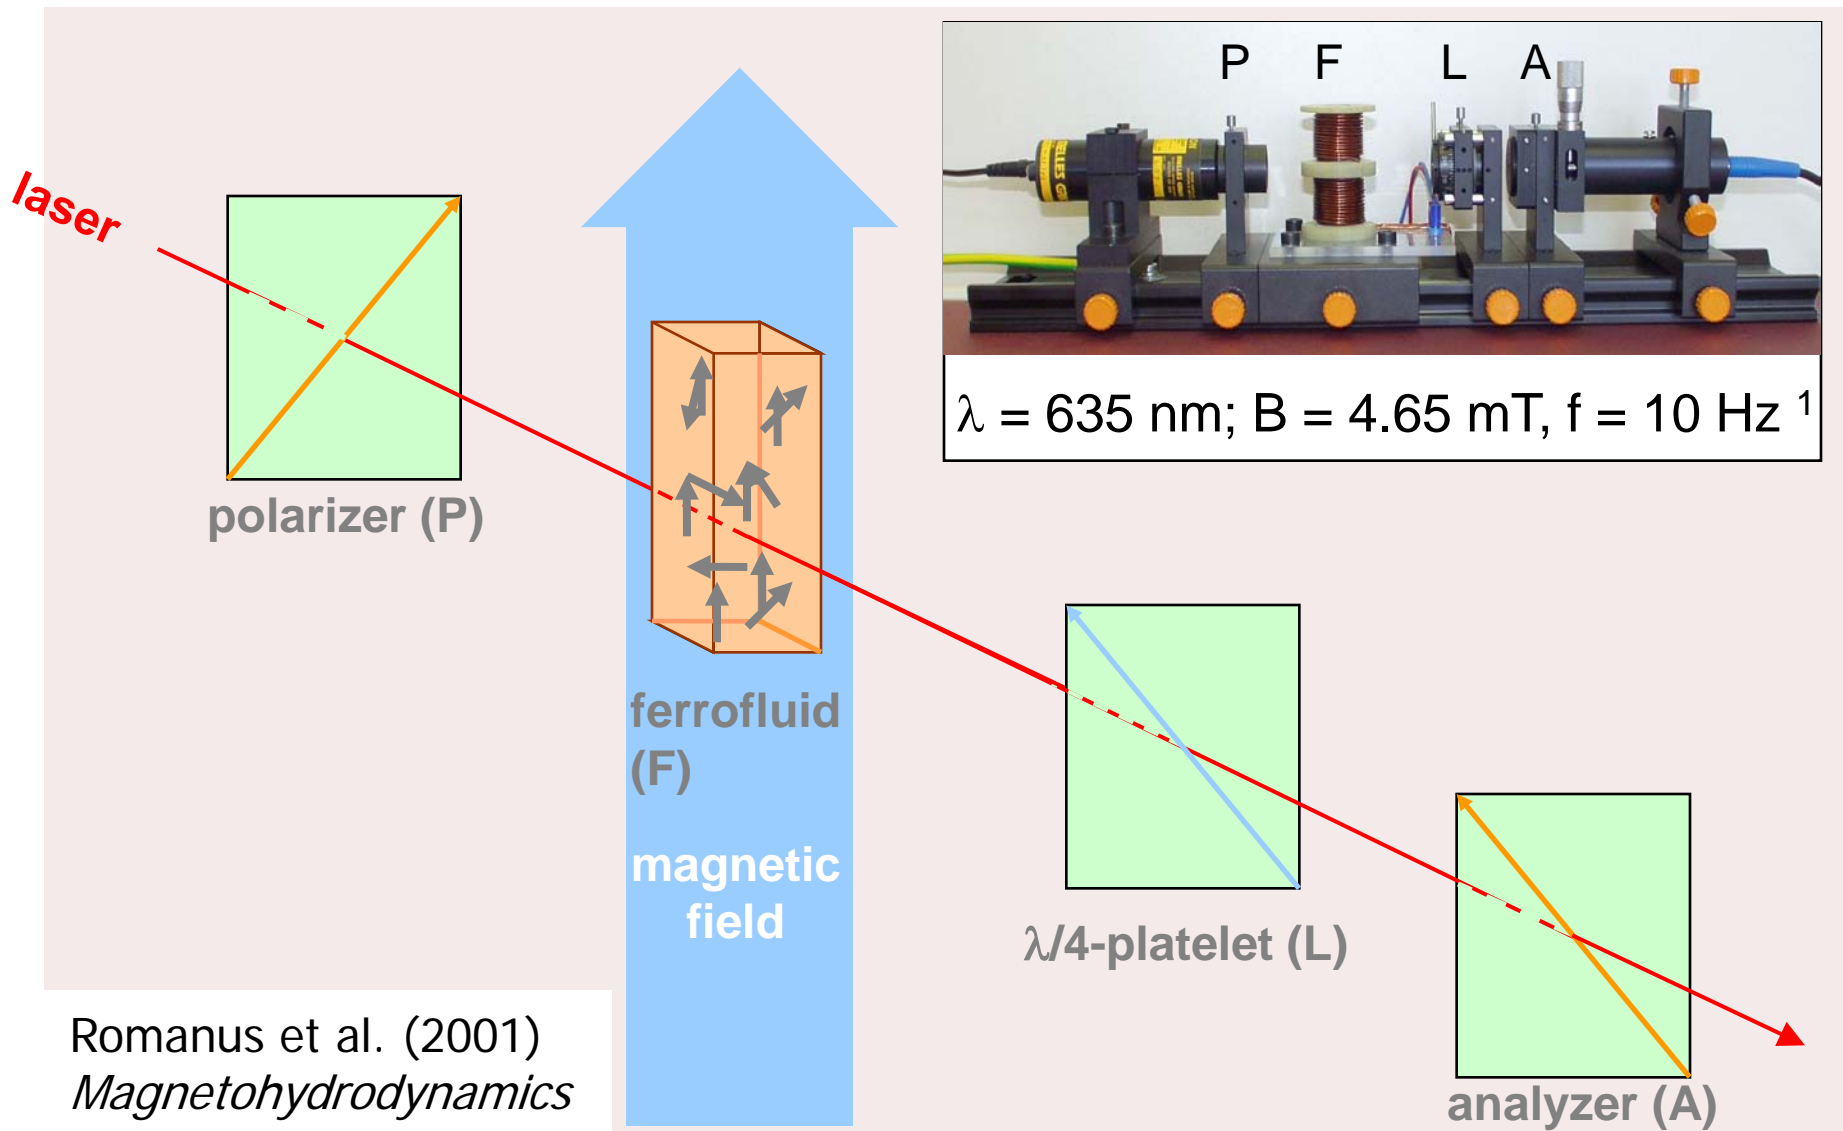 P F L A
λ = 635 nm; B = 4.65 mT, f = 10 Hz ¹
laser
polarizer (P)
ferrofluid
(F)
magnetic
field
λ/4-platelet (L)
analyzer (A)
Romanus et al. (2001)
Magnetohydrodynamics